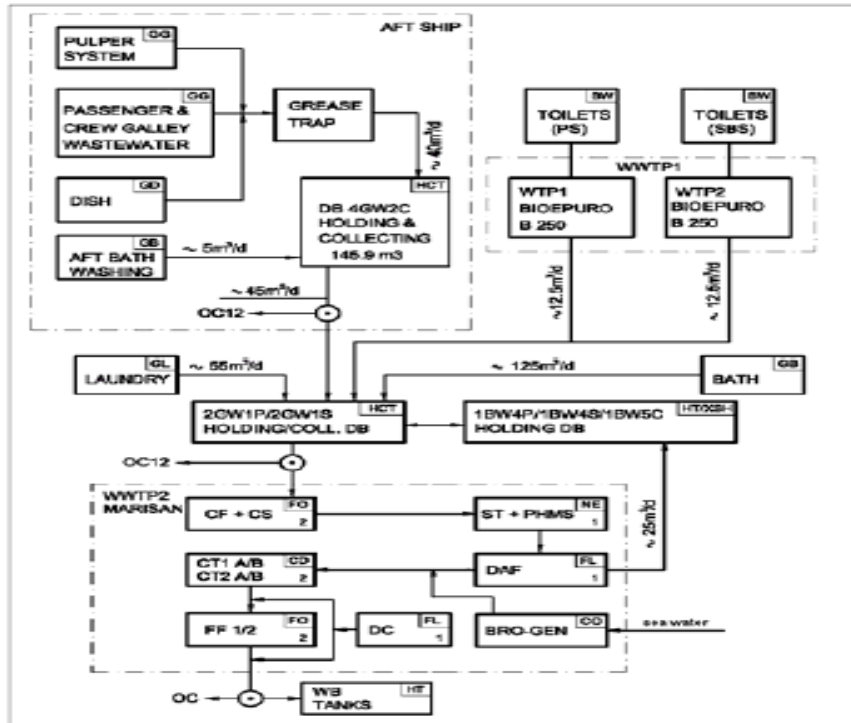 AFT SHIP
GG
PULPER
SYSTEM
GG
PASSENGER &
CREW GALLEY
WASTEWATER
GREASE
TRAP
BW
TOILETS
(PS)
BW
TOILETS
(SBS)
~ 40m³/d
WWTP1
GD
DISH
HCT
DB 4GW2C
HOLDING &
COLLECTING
145.9 m3
WTP1
BIOEPURO
B 250
WTP2
BIOEPURO
B 250
GB
AFT BATH
WASHING
~ 5m³/d
~ 45m³/d
OC12
~12.5m³/d
~12.5m³/d
GL
LAUNDRY
~ 55m³/d
~ 125m³/d
GB
BATH
HCT
2GW1P/2GW1S
HOLDING/COLL. DB
HT/XSH
1BW4P/1BW4S/1BW5C
HOLDING DB
OC12
WWTP2
MARISAN
FO
CF + CS
2
NE
ST + PHMS
1
~ 25m³/d
CD
CT1 A/B
CT2 A/B
2
FL
DAF
1
FO
FF 1/2
2
FL
DC
1
CO
BRO-GEN
sea water
OC
HT
WB
TANKS